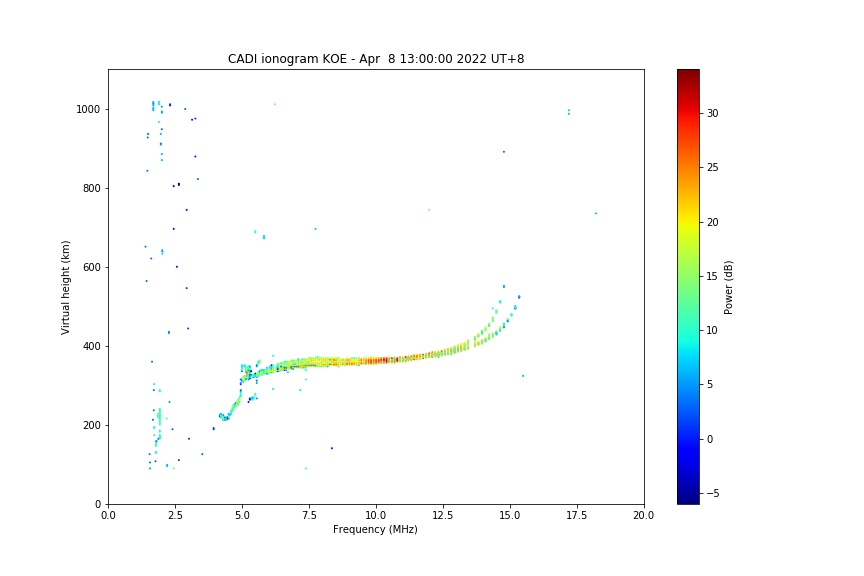 CADI ionogram KOE - Apr  8 13:00:00 2022 UT+8
1000
800
600
400
200
0
Virtual height (km)
0.0 2.5 5.0 7.5 10.0 12.5 15.0 17.5 20.0
Frequency (MHz)
30
25
20
15
10
5
0
−5
Power (dB)